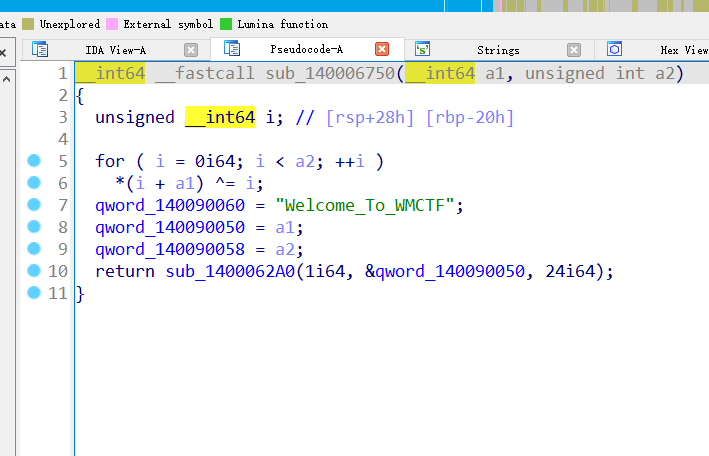 ata Unexplored External symbol Lumina function
IDA View-A Pseudocode-A Strings Hex View
1 __int64 __fastcall sub_140006750(__int64 a1, unsigned int a2)
2 {
3 unsigned __int64 i; // [rsp+28h] [rbp-20h]
4
5 for ( i = 0i64; i < a2; ++i )
6 *(i + a1) ^= i;
7 qword_140090060 = "Welcome_To_WMCTF";
8 qword_140090050 = a1;
9 qword_140090058 = a2;
10 return sub_1400062A0(1i64, &qword_140090050, 24i64);
11 }